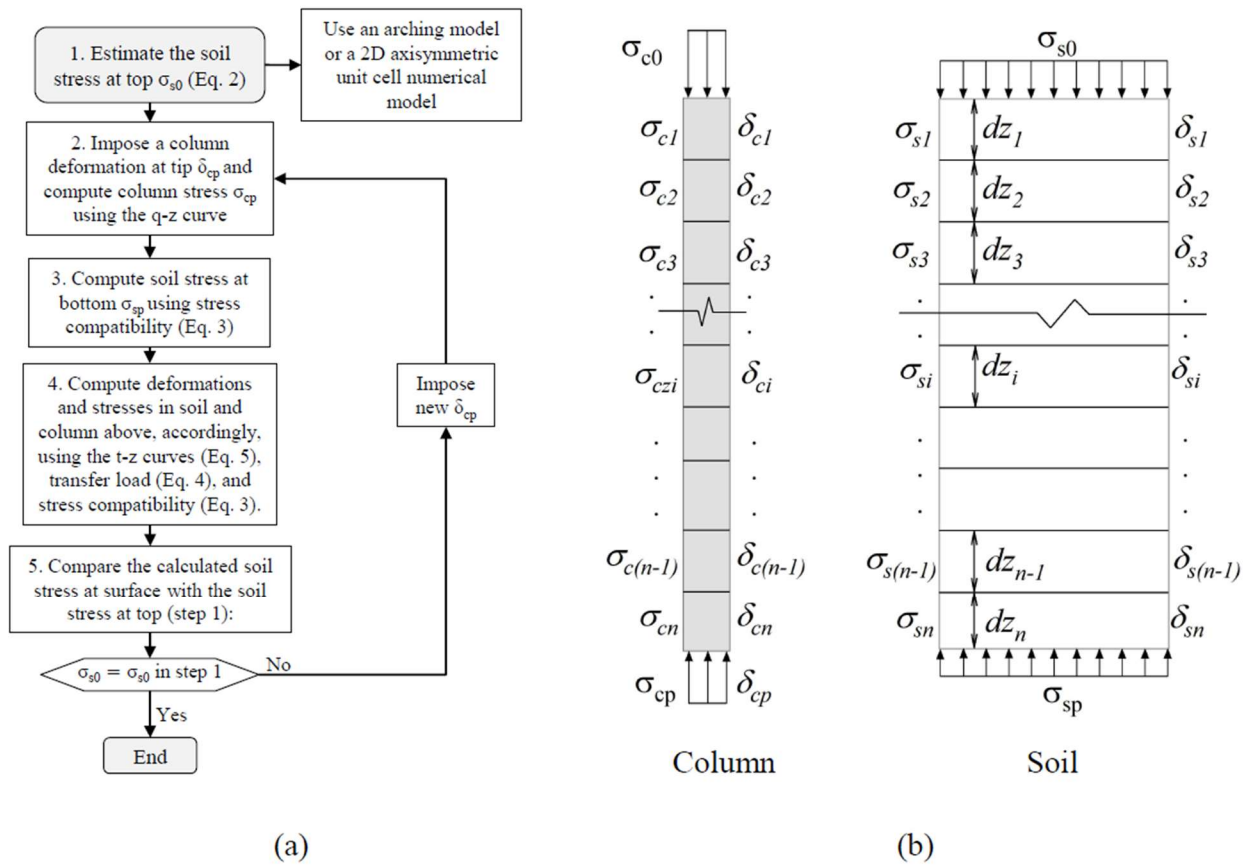 1. Estimate the soil
stress at top σs0 (Eq. 2)
Use an arching model
or a 2D axisymmetric
unit cell numerical
model
2. Impose a column
deformation at tip δcp and
compute column stress σcp
using the q-z curve
3. Compute soil stress at
bottom σsp using stress
compatibility (Eq. 3)
4. Compute deformations
and stresses in soil and
column above, accordingly,
using the t-z curves (Eq. 5),
transfer load (Eq. 4), and
stress compatibility (Eq. 3).
Impose
new δcp
5. Compare the calculated soil
stress at surface with the soil
stress at top (step 1):
σs0 = σs0 in step 1
No
Yes
End
(a)
σc0
σc1
δc1
σc2
δc2
σc3
δc3
σczi
δci
σc(n-1)
δc(n-1)
σcn
δcn
σcp
δcp
Column
σs0
σs1
dz1
δs1
σs2
dz2
δs2
σs3
dz3
δs3
σsi
dzi
δsi
σs(n-1)
dzn-1
δs(n-1)
σsn
dzn
δsn
σsp
Soil
(b)